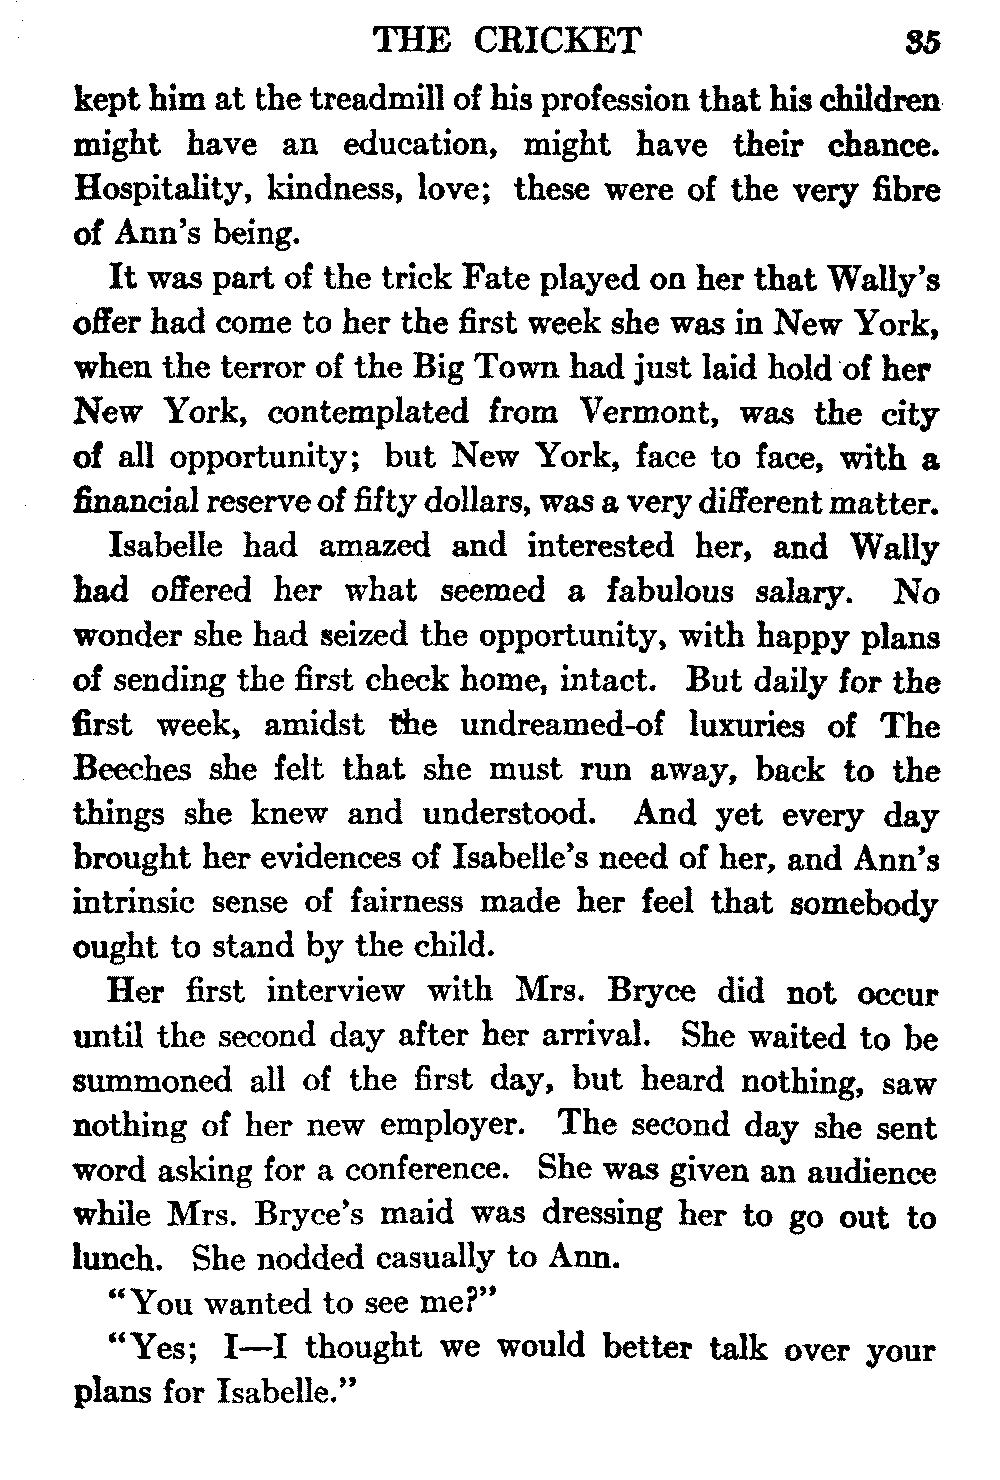 THE CRICKET 35
kept him at the treadmill of his profession that his children
might have an education, might have their chance.
Hospitality, kindness, love; these were of the very fibre
of Ann's being.
It was part of the trick Fate played on her that Wally's
offer had come to her the first week she was in New York,
when the terror of the Big Town had just laid hold of her
New York, contemplated from Vermont, was the city
of all opportunity; but New York, face to face, with a
financial reserve of fifty dollars, was a very different matter.
Isabelle had amazed and interested her, and Wally
had offered her what seemed a fabulous salary. No
wonder she had seized the opportunity, with happy plans
of sending the first check home, intact. But daily for the
first week, amidst the undreamed-of luxuries of The
Beeches she felt that she must run away, back to the
things she knew and understood. And yet every day
brought her evidences of Isabelle's need of her, and Ann's
intrinsic sense of fairness made her feel that somebody
ought to stand by the child.
Her first interview with Mrs. Bryce did not occur
until the second day after her arrival. She waited to be
summoned all of the first day, but heard nothing, saw
nothing of her new employer. The second day she sent
word asking for a conference. She was given an audience
while Mrs. Bryce's maid was dressing her to go out to
lunch. She nodded casually to Ann.
"You wanted to see me?"
"Yes; I—I thought we would better talk over your
plans for Isabelle."